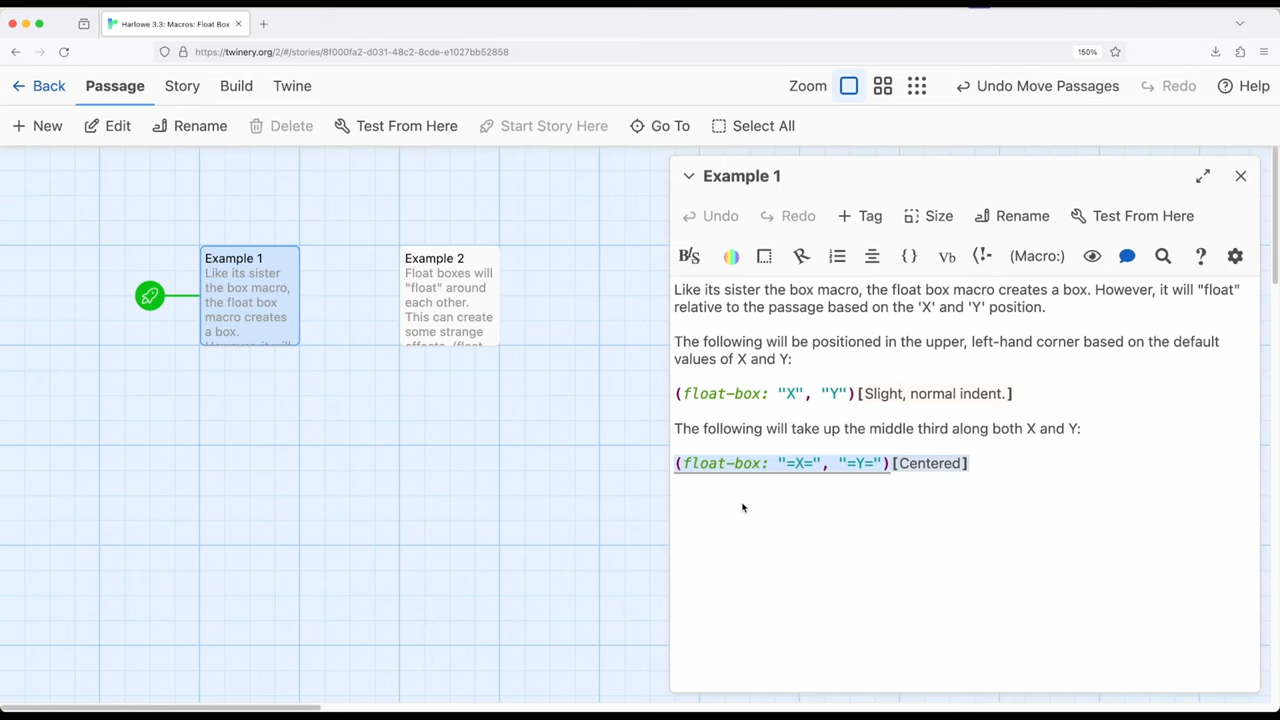 Harlowe 3.3: Macros: Float Box
https://twinery.org/2/#/stories/8f000fa2-d031-48c2-8cde-e1027bb52858
150%
Back Passage Story Build Twine Zoom Undo Move Passages Redo Help
New Edit Rename Delete Test From Here Start Story Here Go To Select All
Example 1
Like its sister
the box macro,
the float box
macro creates
a box.
Example 2
Float boxes will
"float" around
each other.
This can create
some strange
effects. (float
Example 1
Undo Redo Tag Size Rename Test From Here
B/S {} Vb (Macro:)
Like its sister the box macro, the float box macro creates a box. However, it will "float"
relative to the passage based on the 'X' and 'Y' position.
The following will be positioned in the upper, left-hand corner based on the default
values of X and Y:
(float-box: "X", "Y")[Slight, normal indent.]
The following will take up the middle third along both X and Y:
(float-box: "=X=", "=Y=")[Centered]